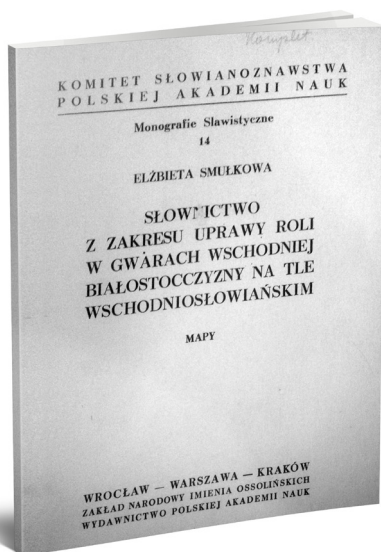 Komplet
KOMITET SŁOWIANOZNAWSTWA
POLSKIEJ AKADEMII NAUK
Monografie Slawistyczne
14
ELŻBIETA SMUŁKOWA
SŁOWNICTWO
Z ZAKRESU UPRAWY ROLI
W GWARACH WSCHODNIEJ
BIAŁOSTOCCZYZNY NA TLE
WSCHODNIOSŁOWIAŃSKIM
MAPY
WROCŁAW — WARSZAWA — KRAKÓW
ZAKŁAD NARODOWY IMIENIA OSSOLIŃSKICH
WYDAWNICTWO POLSKIEJ AKADEMII NAUK